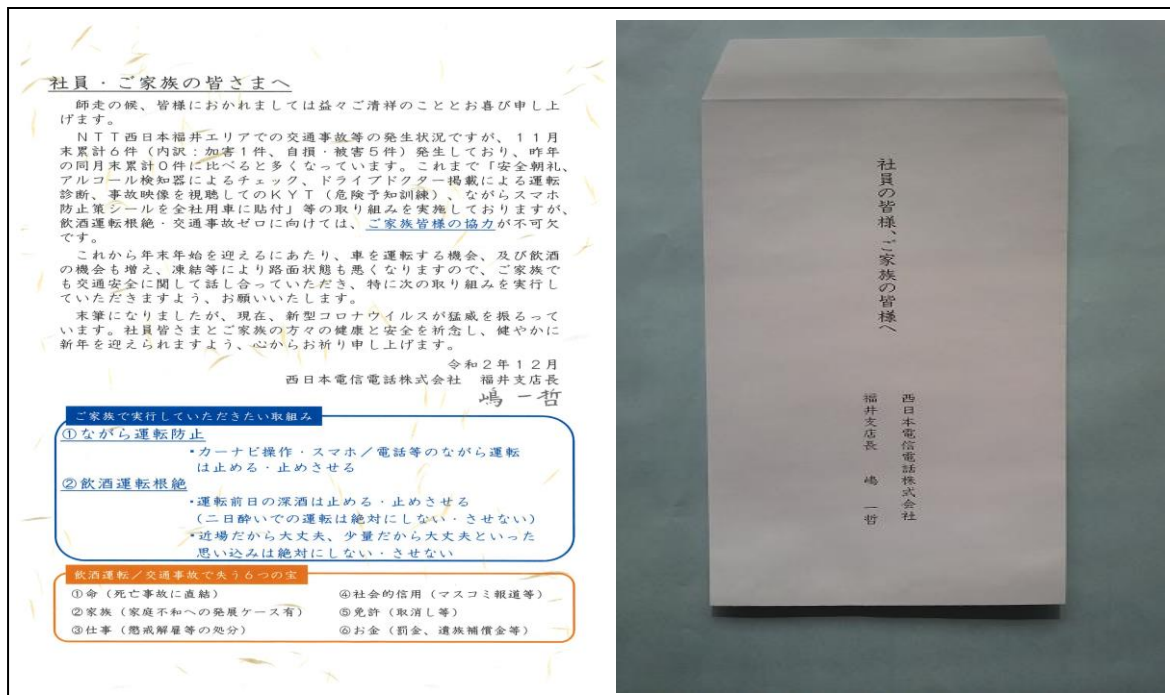 社員・ご家族の皆さまへ
師走の候、皆様におかれましては益々ご清祥のこととお喜び申し上
げます。
NTT西日本福井エリアでの交通事故等の発生状況ですが、11月
末累計6件（内訳：加害1件、自損・被害5件）発生しており、昨年
の同月末累計0件に比べると多くなっています。これまで「安全朝礼、
アルコール検知器によるチェック、ドライブドクター掲載による運転
診断、事故映像を視聴してのKYT（危険予知訓練）、ながらスマホ
防止策シールを全社用車に貼付」等の取り組みを実施しておりますが、
飲酒運転根絶・交通事故ゼロに向けては、ご家族皆様の協力が不可欠
です。
これから年末年始を迎えるにあたり、車を運転する機会、及び飲酒
の機会も増え、凍結等により路面状態も悪くなりますので、ご家族で
も交通安全に関して話し合っていただき、特に次の取り組みを実行し
ていただきますよう、お願いいたします。
末筆になりましたが、現在、新型コロナウイルスが猛威を振るって
います。社員皆さまとご家族の方々の健康と安全を祈念し、健やかに
新年を迎えられますよう、心からお祈り申し上げます。
令和2年12月
西日本電信電話株式会社 福井支店長
嶋 一哲
ご家族で実行していただきたい取組み
①ながら運転防止
・カーナビ操作・スマホ／電話等のながら運転
は止める・止めさせる
②飲酒運転根絶
・運転前日の深酒は止める・止めさせる
（二日酔いでの運転は絶対にしない・させない）
・近場だから大丈夫、少量だから大丈夫といった
思い込みは絶対にしない・させない
飲酒運転／交通事故で失う6つの宝
①命（死亡事故に直結）
②家族（家庭不和への発展ケース有）
③仕事（懲戒解雇等の処分）
④社会的信用（マスコミ報道等）
⑤免許（取消し等）
⑥お金（罰金、遺族補償金等）
社員の皆様、ご家族の皆様へ
西日本電信電話株式会社
福井支店長 嶋 一哲